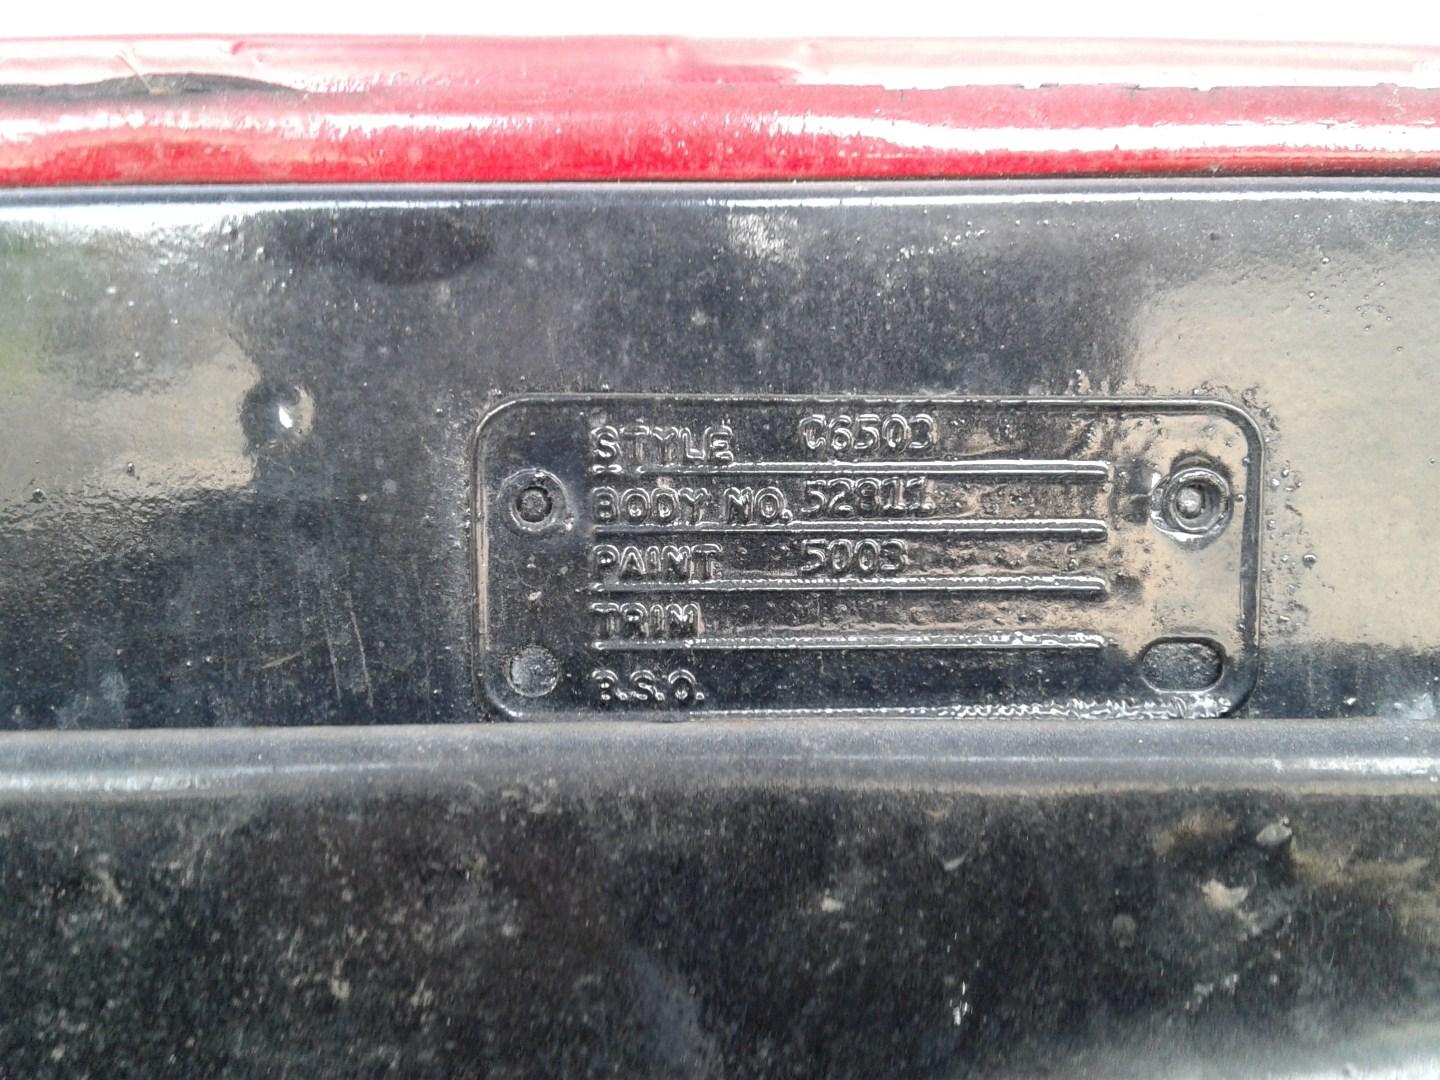 STYLE C6503
BODY NO. 52811
PAINT 5003
TRIM
R.S.O.